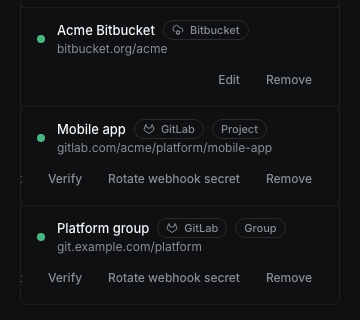 Acme Bitbucket Bitbucket
bitbucket.org/acme
Edit Remove
Mobile app GitLab Project
gitlab.com/acme/platform/mobile-app
Verify Rotate webhook secret Remove
Platform group GitLab Group
git.example.com/platform
Verify Rotate webhook secret Remove